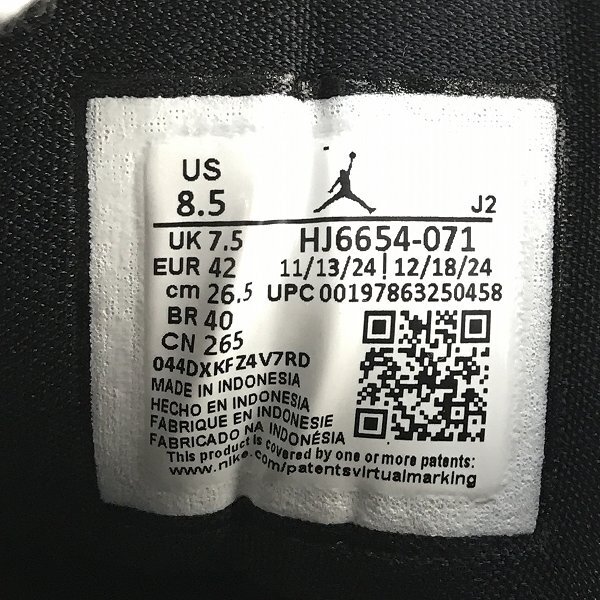 US
8.5
J2
UK 7.5
HJ6654-071
EUR 42
11/13/24 | 12/18/24
cm 26.5
UPC 00197863250458
BR 40
CN 265
044DXKFZ4V7RD
MADE IN INDONESIA
HECHO EN INDONESIA
FABRIQUE EN INDONESIE
FABRICADO NA INDONÉSIA
This product is covered by one or more patents:
www.nike.com/patentsvirtualmarking